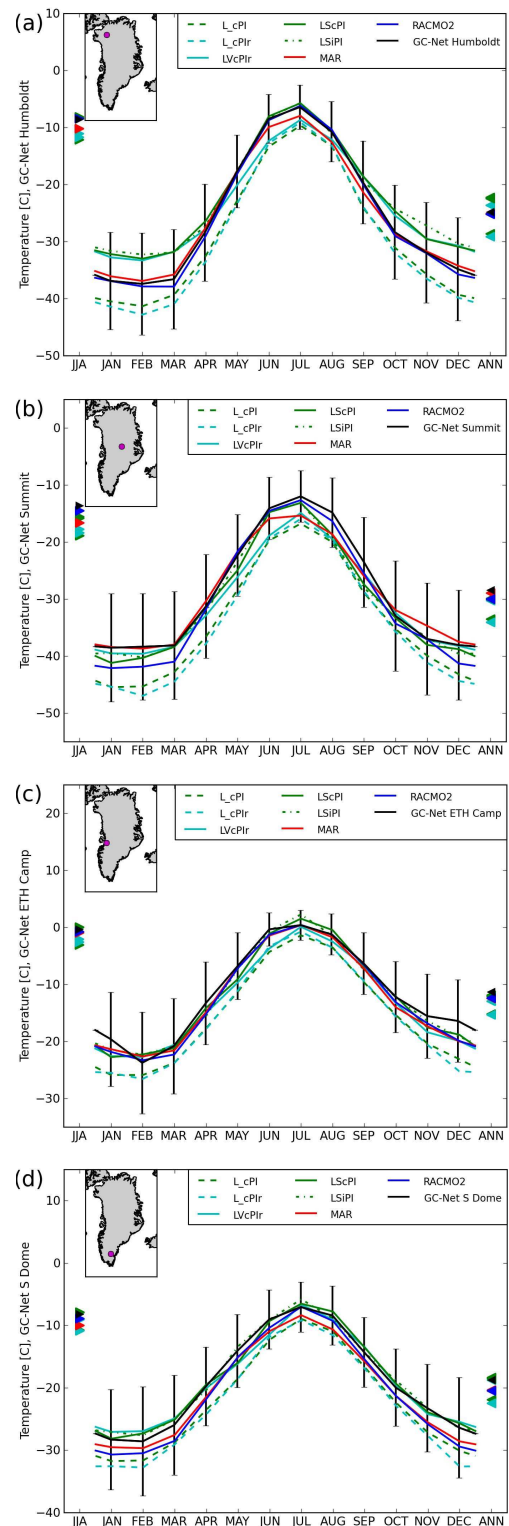 (a)
L_cPI LScPI RACMO2
L_cPIr LSiPI GC-Net Humboldt
LVcPIr MAR
Temperature [C], GC-Net Humboldt
10
0
−10
−20
−30
−40
−50
JJA JAN FEB MAR APR MAY JUN JUL AUG SEP OCT NOV DEC ANN
(b)
L_cPI LScPI RACMO2
L_cPIr LSiPI GC-Net Summit
LVcPIr MAR
Temperature [C], GC-Net Summit
0
−10
−20
−30
−40
−50
JJA JAN FEB MAR APR MAY JUN JUL AUG SEP OCT NOV DEC ANN
(c)
L_cPI LScPI RACMO2
L_cPIr LSiPI GC-Net ETH Camp
LVcPIr MAR
Temperature [C], GC-Net ETH Camp
20
10
0
−10
−20
−30
JJA JAN FEB MAR APR MAY JUN JUL AUG SEP OCT NOV DEC ANN
(d)
L_cPI LScPI RACMO2
L_cPIr LSiPI GC-Net S Dome
LVcPIr MAR
Temperature [C], GC-Net S Dome
10
0
−10
−20
−30
−40
JJA JAN FEB MAR APR MAY JUN JUL AUG SEP OCT NOV DEC ANN